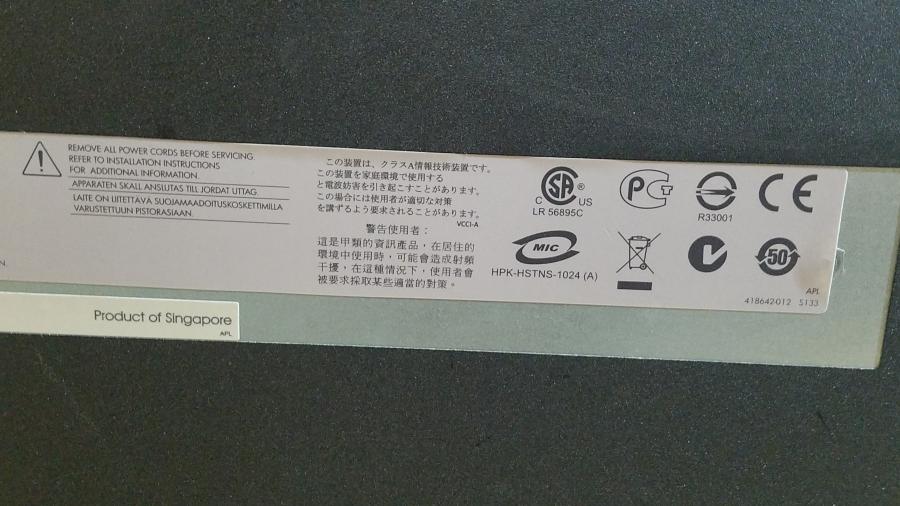 REMOVE ALL POWER CORDS BEFORE SERVICING.
REFER TO INSTALLATION INSTRUCTIONS
FOR ADDITIONAL INFORMATION.
APPARATEN SKALL ANSLUTAS TILL JORDAT UTTAG.
LAITE ON LIITETTÄVÄ SUOJAMAADOITUSKOSKETTIMILLA
VARUSTETTUUN PISTORASIAAN.
N.
この装置は、クラスA情報技術装置です。
この装置を家庭環境で使用する
と電波妨害を引き起こすことがあります。
この場合には使用者が適切な対策
を講ずるよう要求されることがあります。
VCCI-A
警告使用者：
這是甲類的資訊產品，在居住的
環境中使用時，可能會造成射頻
干擾，在這種情況下，使用者會
被要求採取某些適當的對策。
C SA ® US
LR 56895C
PCT
R33001
CE
MIC
HPK-HSTNS-1024 (A)
50
APL
418642-012 5133
Product of Singapore
APL